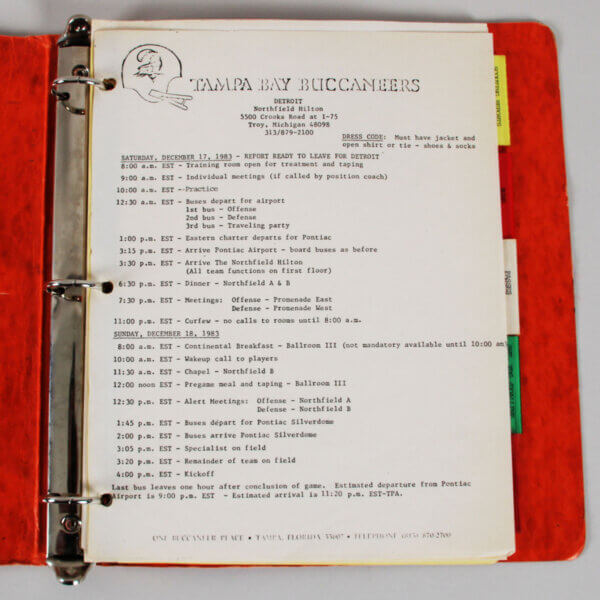 TAMPA BAY BUCCANEERS
DETROIT
Northfield Hilton
5500 Crooks Road at I-75
Troy, Michigan 48098
313/879-2100
DRESS CODE: Must have jacket and
open shirt or tie - shoes & socks
SATURDAY, DECEMBER 17, 1983 - REPORT READY TO LEAVE FOR DETROIT
8:00 a.m. EST - Training room open for treatment and taping
9:00 a.m. EST - Individual meetings (if called by position coach)
10:00 a.m. EST - Practice
12:30 a.m. EST - Buses depart for airport
1st bus - Offense
2nd bus - Defense
3rd bus - Traveling party
1:00 p.m. EST - Eastern charter departs for Pontiac
3:15 p.m. EST - Arrive Pontiac Airport - board buses as before
3:30 p.m. EST - Arrive The Northfield Hilton
(All team functions on first floor)
6:30 p.m. EST - Dinner - Northfield A & B
7:30 p.m. EST - Meetings: Offense - Promenade East
Defense - Promenade West
11:00 p.m. EST - Curfew - no calls to rooms until 8:00 a.m.
SUNDAY, DECEMBER 18, 1983
8:00 a.m. EST - Continental Breakfast - Ballroom III (not mandatory available until 10:00 am)
10:00 a.m. EST - Wakeup call to players
11:30 a.m. EST - Chapel - Northfield B
12:00 noon EST - Pregame meal and taping - Ballroom III
12:30 p.m. EST - Alert Meetings: Offense - Northfield A
Defense - Northfield B
1:45 p.m. EST - Buses depart for Pontiac Silverdome
2:00 p.m. EST - Buses arrive Pontiac Silverdome
3:05 p.m. EST - Specialist on field
3:20 p.m. EST - Remainder of team on field
4:00 p.m. EST - Kickoff
Last bus leaves one hour after conclusion of game. Estimated departure from Pontiac
Airport is 9:00 p.m. EST - Estimated arrival is 11:20 p.m. EST-TPA.
ONE BUCCANEER PLACE • TAMPA, FLORIDA 33607 • TELEPHONE (813) 870-2700